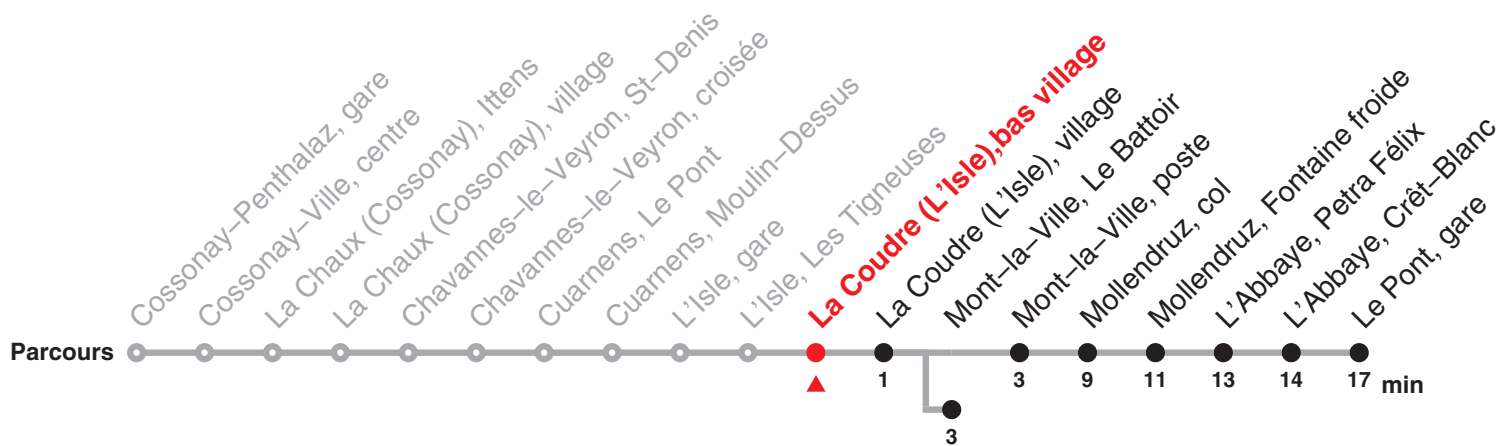 Cossonay–Penthalaz, gare
Cossonay–Ville, centre
La Chaux (Cossonay), Ittens
La Chaux (Cossonay), village
Chavannes–le–Veyron, St–Denis
Chavannes–le–Veyron, croisée
Cuarnens, Le Pont
Cuarnens, Moulin–Dessus
L'Isle, gare
L'Isle, Les Tigneuses
La Coudre (L'Isle),bas village
La Coudre (L'Isle), village
Mont–la–Ville, Le Battoir
Mont–la–Ville, poste
Mollendruz, col
Mollendruz, Fontaine froide
L'Abbaye, Petra Félix
L'Abbaye, Crêt–Blanc
Le Pont, gare
Parcours
1 3 9 11 13 14 17 min
3